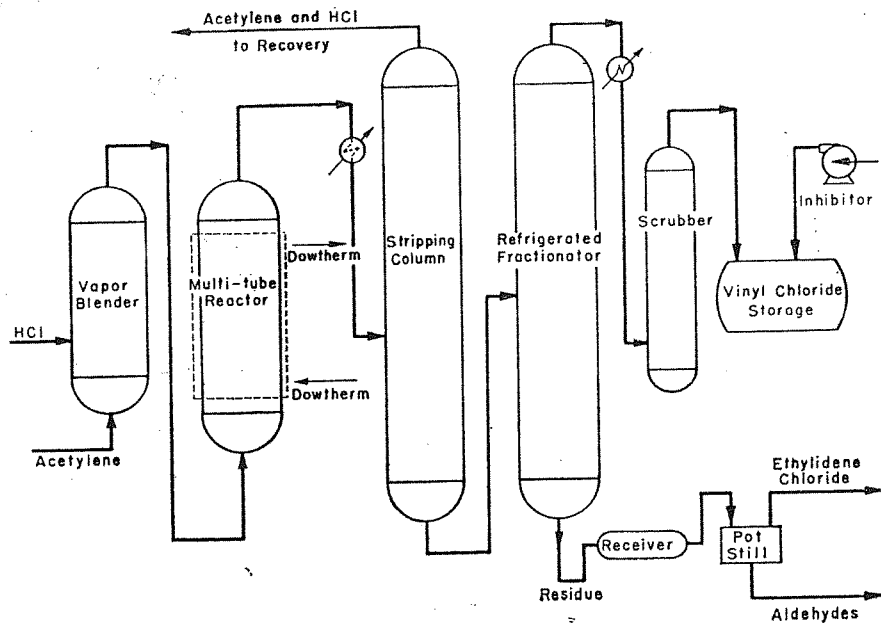 Acetylene and HCl
to Recovery
Vapor
Blender
HCl
Acetylene
Multi-tube
Reactor
Dowtherm
Dowtherm
Stripping
Column
Refrigerated
Fractionator
Scrubber
Inhibitor
Vinyl Chloride
Storage
Residue
Receiver
Pot
Still
Ethylidene
Chloride
Aldehydes